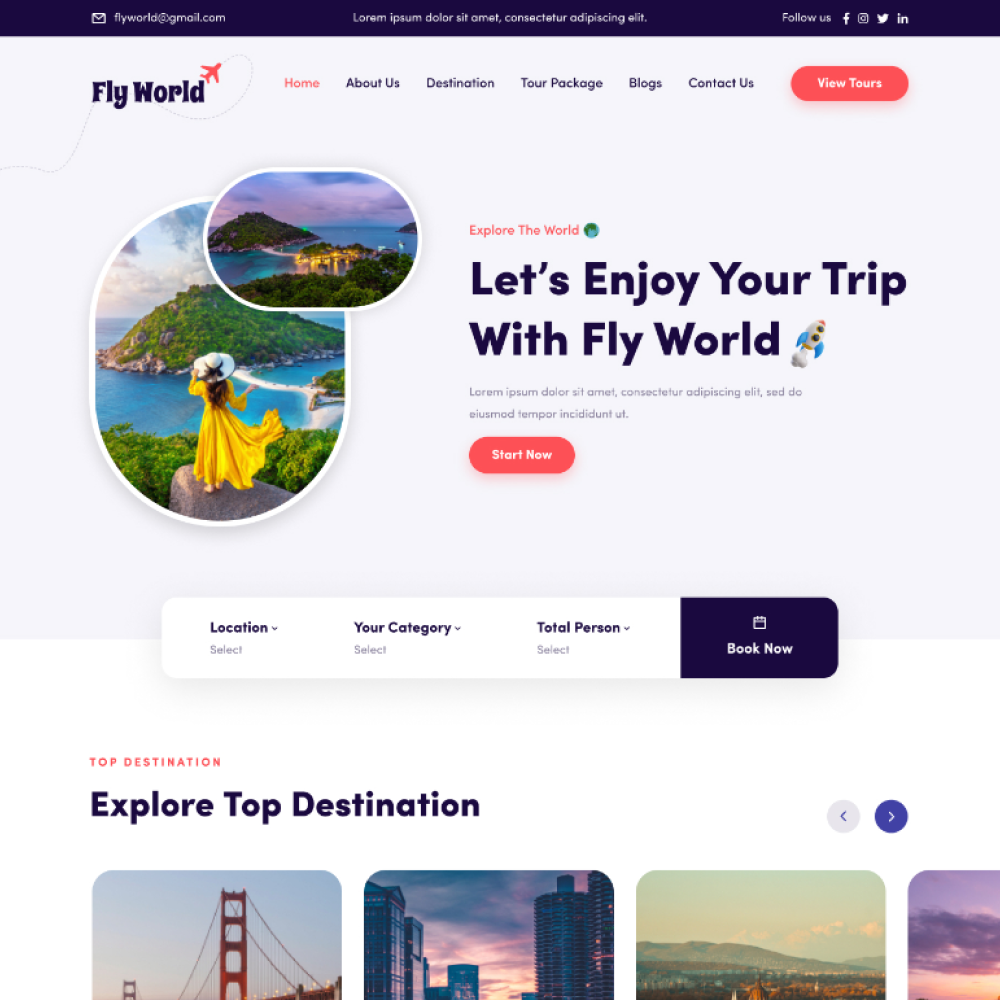 flyworld@gmail.com
Lorem ipsum dolor sit amet, consectetur adipiscing elit.
Follow us
Fly World
Home
About Us
Destination
Tour Package
Blogs
Contact Us
View Tours
Explore The World
Let's Enjoy Your Trip
With Fly World
Lorem ipsum dolor sit amet, consectetur adipiscing elit, sed do
eiusmod tempor incididunt ut.
Start Now
Location
Select
Your Category
Select
Total Person
Select
Book Now
TOP DESTINATION
Explore Top Destination